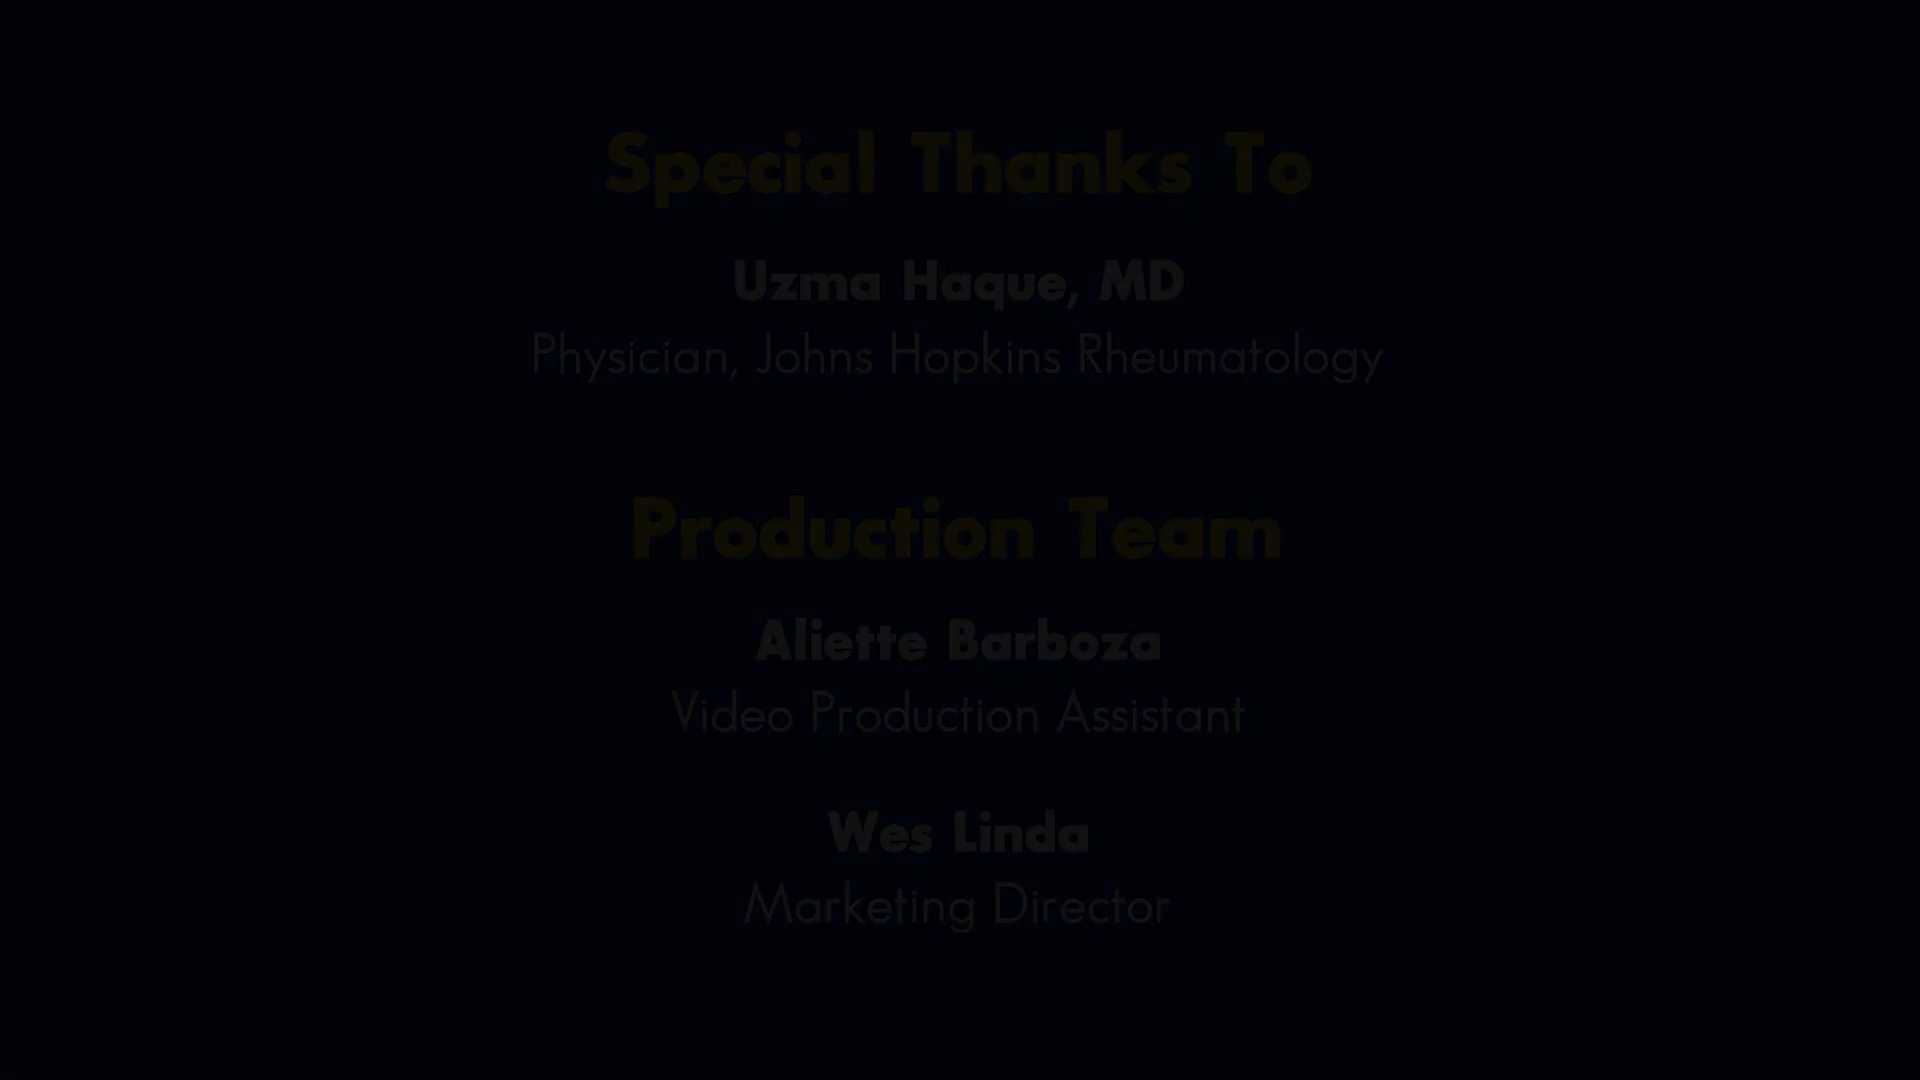 Special Thanks To
Uzma Haque, MD
Physician, Johns Hopkins Rheumatology
Production Team
Aliette Barboza
Video Production Assistant
Wes Linda
Marketing Director